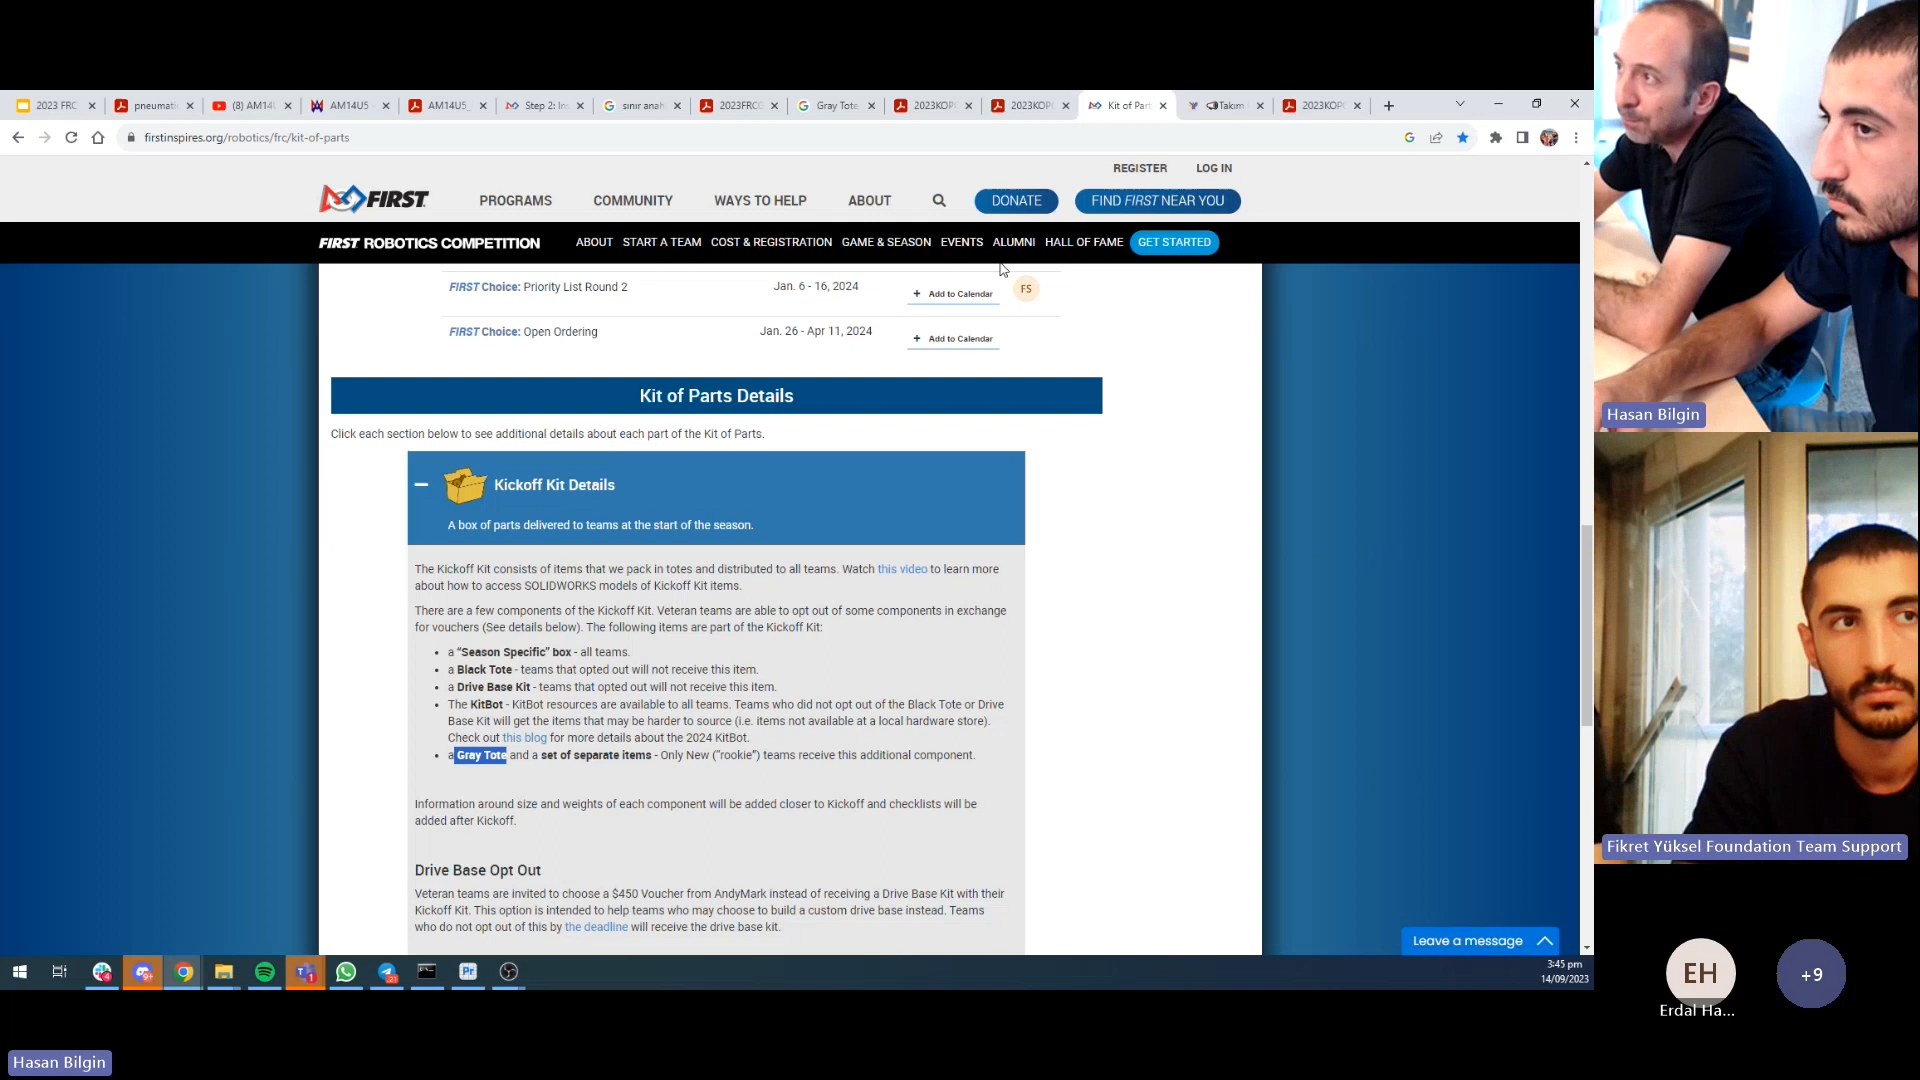 2023 FRC
pneumati
(8) AM14U
AM14U5
AM14U5_
Step 2: In
sınır anah
2023FRC
Gray Tote
2023KOP
2023KOP
Kit of Part
Takım
2023KOP
firstinspires.org/robotics/frc/kit-of-parts
REGISTER LOG IN
FIRST PROGRAMS COMMUNITY WAYS TO HELP ABOUT DONATE FIND FIRST NEAR YOU
FIRST ROBOTICS COMPETITION ABOUT START A TEAM COST & REGISTRATION GAME & SEASON EVENTS ALUMNI HALL OF FAME GET STARTED
FIRST Choice: Priority List Round 2 Jan. 6 - 16, 2024 + Add to Calendar FS
FIRST Choice: Open Ordering Jan. 26 - Apr 11, 2024 + Add to Calendar
Kit of Parts Details
Click each section below to see additional details about each part of the Kit of Parts.
Kickoff Kit Details
A box of parts delivered to teams at the start of the season.
The Kickoff Kit consists of items that we pack in totes and distributed to all teams. Watch this video to learn more
about how to access SOLIDWORKS models of Kickoff Kit items.
There are a few components of the Kickoff Kit. Veteran teams are able to opt out of some components in exchange
for vouchers (See details below). The following items are part of the Kickoff Kit:
• a “Season Specific” box - all teams.
• a Black Tote - teams that opted out will not receive this item.
• a Drive Base Kit - teams that opted out will not receive this item.
• The KitBot - KitBot resources are available to all teams. Teams who did not opt out of the Black Tote or Drive
Base Kit will get the items that may be harder to source (i.e. items not available at a local hardware store).
Check out this blog for more details about the 2024 KitBot.
• a Gray Tote and a set of separate items - Only New (“rookie”) teams receive this additional component.
Information around size and weights of each component will be added closer to Kickoff and checklists will be
added after Kickoff.
Drive Base Opt Out
Veteran teams are invited to choose a $450 Voucher from AndyMark instead of receiving a Drive Base Kit with their
Kickoff Kit. This option is intended to help teams who may choose to build a custom drive base instead. Teams
who do not opt out of this by the deadline will receive the drive base kit.
Leave a message
3:45 pm
14/09/2023
Hasan Bilgin
Fikret Yüksel Foundation Team Support
EH
Erdal Ha...
+9
Hasan Bilgin